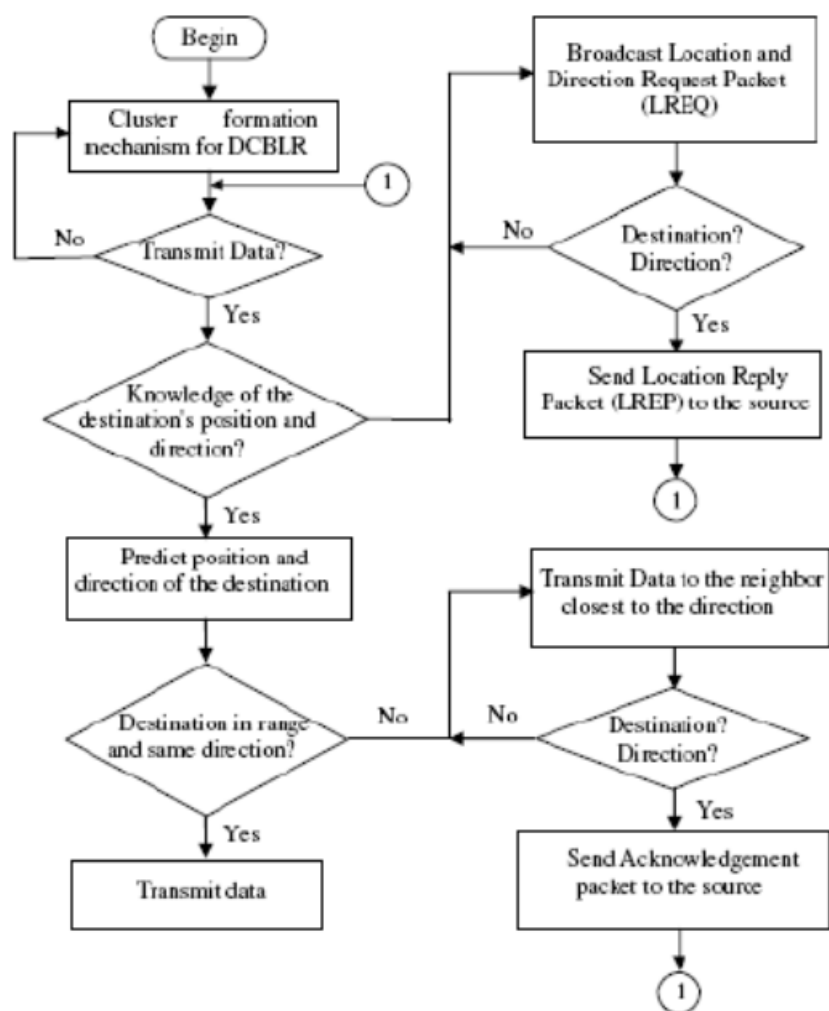 Begin
Cluster formation
mechanism for DCBLR
1
No
Transmit Data?
Yes
Knowledge of the
destination's position and
direction?
Yes
Predict position and
direction of the destination
Destination in range
and same direction?
No
Yes
Transmit data
Broadcast Location and
Direction Request Packet
(LREQ)
No
Destination?
Direction?
Yes
Send Location Reply
Packet (LREP) to the source
1
Transmit Data to the reighbor
closest to the direction
No
Destination?
Direction?
Yes
Send Acknowledgement
packet to the source
1